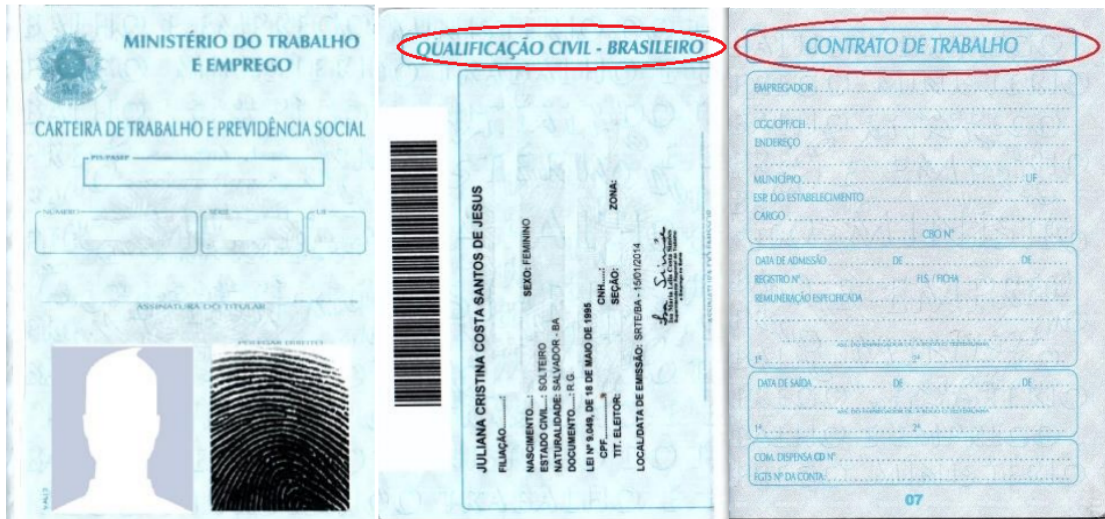 MINISTÉRIO DO TRABALHO
E EMPREGO
CARTEIRA DE TRABALHO E PREVIDÊNCIA SOCIAL
PIS/PASEP
NÚMERO SÉRIE UF
ASSINATURA DO TITULAR
POLEGAR DIREITO
QUALIFICAÇÃO CIVIL - BRASILEIRO
JULIANA CRISTINA COSTA SANTOS DE JESUS
FILIAÇÃO........:
NASCIMENTO....: SEXO: FEMININO
ESTADO CIVIL...: SOLTEIRO
NATURALIDADE: SALVADOR - BA
DOCUMENTO....: R.G.
LEI Nº 9.049, DE 18 DE MAIO DE 1995
CPF........: CNH.....:
TIT. ELEITOR: SEÇÃO: ZONA:
LOCAL/DATA DE EMISSÃO: SRTE/BA - 15/01/2014
CONTRATO DE TRABALHO
EMPREGADOR
CGC/CPF/CEI
ENDEREÇO
MUNICÍPIO UF
ESP. DO ESTABELECIMENTO
CARGO
CBO Nº
DATA DE ADMISSÃO DE DE
REGISTRO Nº FLS. / FICHA
REMUNERAÇÃO ESPECIFICADA
1º 2º
DATA DE SAÍDA DE DE
1º 2º
COM. DISPENSA CD Nº
FGTS Nº DA CONTA:
07